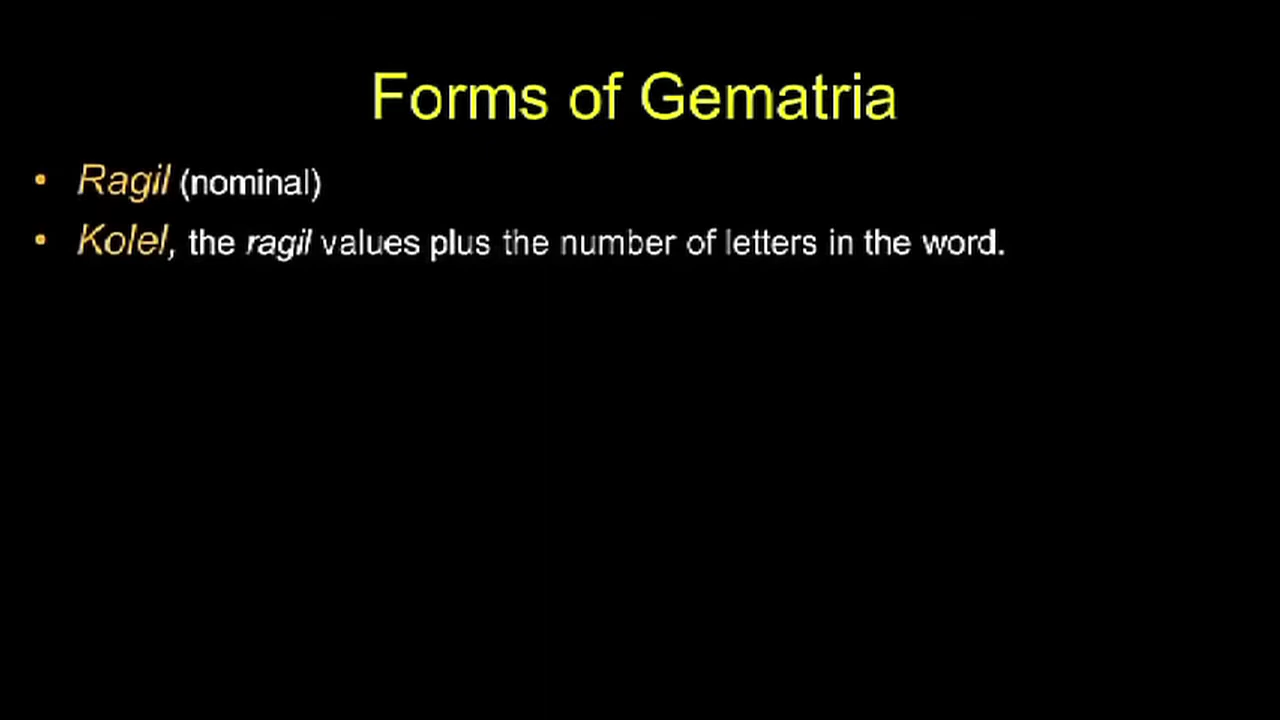 Forms of Gematria
• Ragil (nominal)
• Kolel, the ragil values plus the number of letters in the word.